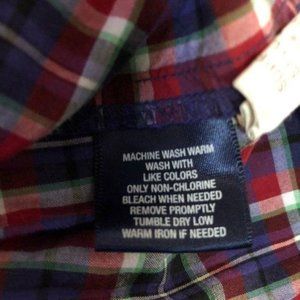 MACHINE WASH WARM
WASH WITH
LIKE COLORS
ONLY NON-CHLORINE
BLEACH WHEN NEEDED
REMOVE PROMPTLY
TUMBLE DRY LOW
WARM IRON IF NEEDED